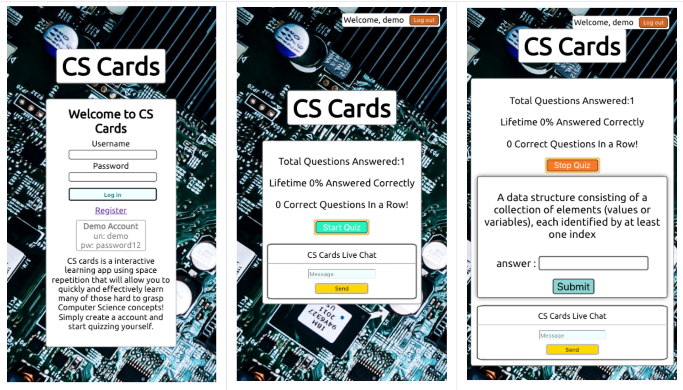 CS Cards
Welcome to CS
Cards
Username
Password
Log in
Register
Demo Account
un: demo
pw: password12
CS cards is a interactive
learning app using space
repetition that will allow you to
quickly and effectively learn
many of those hard to grasp
Computer Science concepts!
Simply create a account and
start quizzing yourself.
Welcome, demo Log out
CS Cards
Total Questions Answered:1
Lifetime 0% Answered Correctly
0 Correct Questions In a Row!
Start Quiz
CS Cards Live Chat
Message
Send
Welcome, demo Log out
CS Cards
Total Questions Answered:1
Lifetime 0% Answered Correctly
0 Correct Questions In a Row!
Stop Quiz
A data structure consisting of a
collection of elements (values or
variables), each identified by at least
one index
answer :
Submit
CS Cards Live Chat
Message
Send